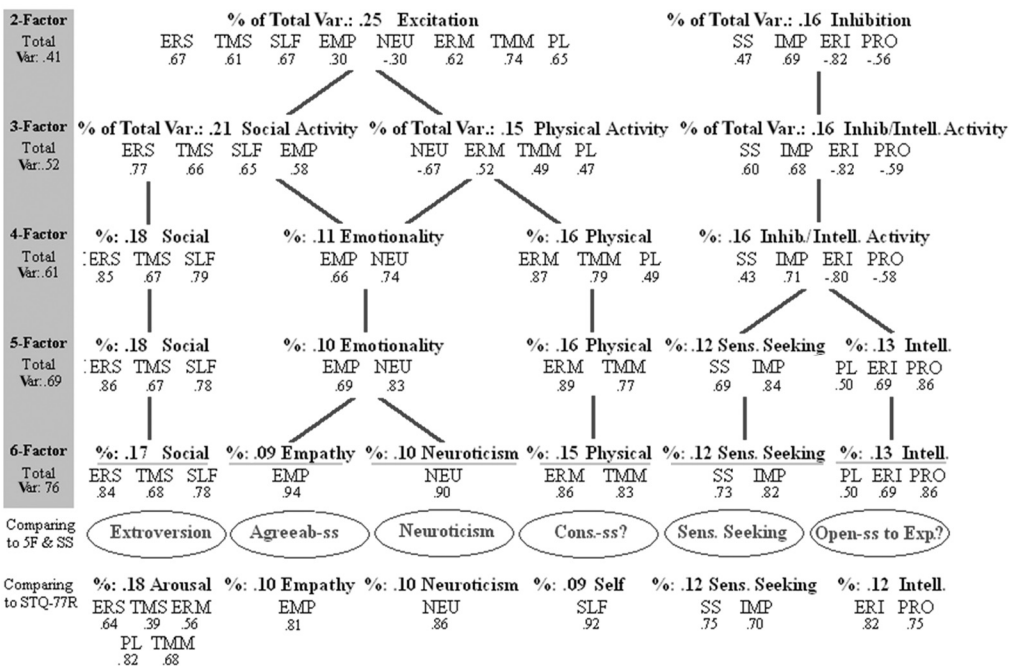 2-Factor % of Total Var.: .25 Excitation % of Total Var.: .16 Inhibition
Total ERS TMS SLF EMP NEU ERM TMM PL SS IMP ERI PRO
Var: .41 .67 .61 .67 .30 -.30 .62 .74 .65 .47 .69 -.82 -.56
3-Factor % of Total Var.: .21 Social Activity % of Total Var.: .15 Physical Activity % of Total Var.: .16 Inhib/Intell. Activity
Total ERS TMS SLF EMP NEU ERM TMM PL SS IMP ERI PRO
Var:.52 .77 .66 .65 .58 -.67 .52 .49 .47 .60 .68 -.82 -.59
4-Factor %: .18 Social %: .11 Emotionality %: .16 Physical %: .16 Inhib./Intell. Activity
Total ERS TMS SLF EMP NEU ERM TMM PL SS IMP ERI PRO
Var:.61 .85 .67 .79 .66 .74 .87 .79 .49 .43 .71 -.80 -.58
5-Factor %: .18 Social %: .10 Emotionality %: .16 Physical %: .12 Sens. Seeking %: .13 Intell.
Total ERS TMS SLF EMP NEU ERM TMM SS IMP PL ERI PRO
Var:.69 .86 .67 .78 .69 .83 .89 .77 .69 .84 .50 .69 .86
6-Factor %: .17 Social %: .09 Empathy %: .10 Neuroticism %: .15 Physical %: .12 Sens. Seeking %: .13 Intell.
Total ERS TMS SLF EMP NEU ERM TMM SS IMP PL ERI PRO
Var: 76 .84 .68 .78 .94 .90 .86 .83 .73 .82 .50 .69 .86
Comparing
to 5F & SS Extroversion Agreeab-ss Neuroticism Cons.-ss? Sens. Seeking Open-ss to Exp.?
Comparing %: .18 Arousal %: .10 Empathy %: .10 Neuroticism %: .09 Self %: .12 Sens. Seeking %: .12 Intell.
to STQ-77R ERS TMS ERM EMP NEU SLF SS IMP ERI PRO
.64 .39 .56 .81 .86 .92 .75 .70 .82 .75
PL TMM
.82 .68